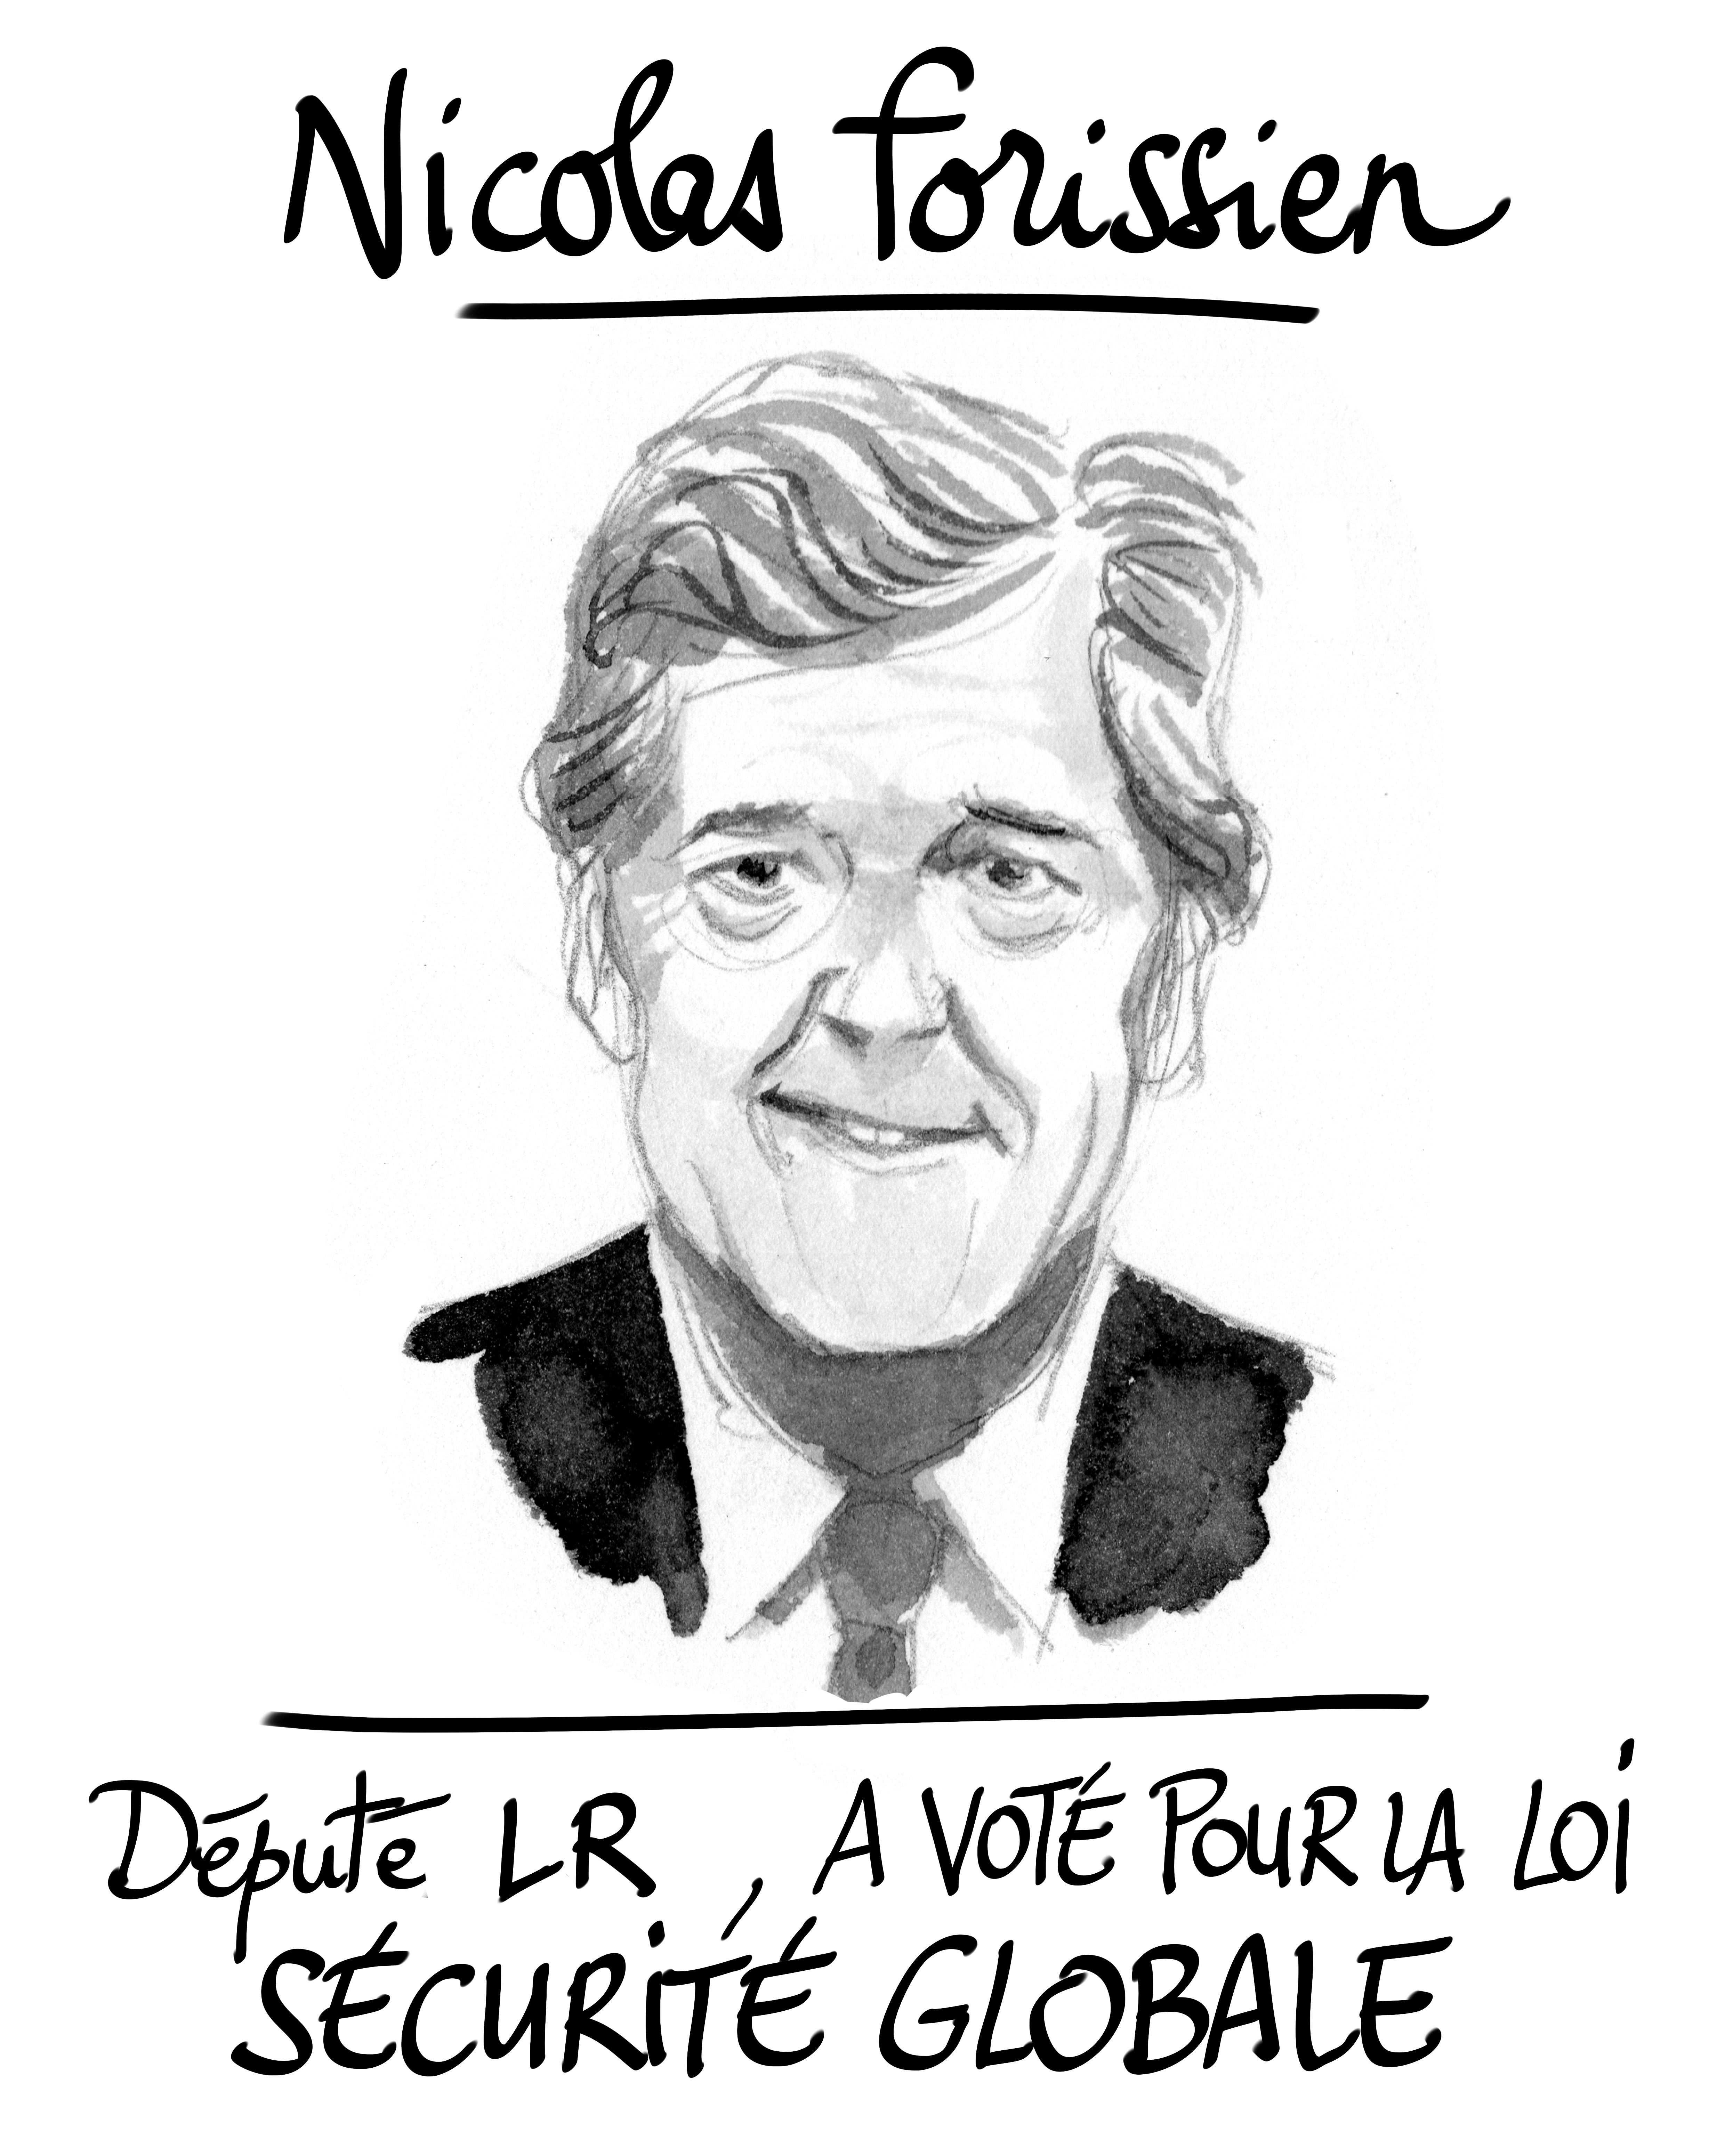 Nicolas Forissien
Député LR, A VOTÉ POUR LA LOI
SÉCURITÉ GLOBALE